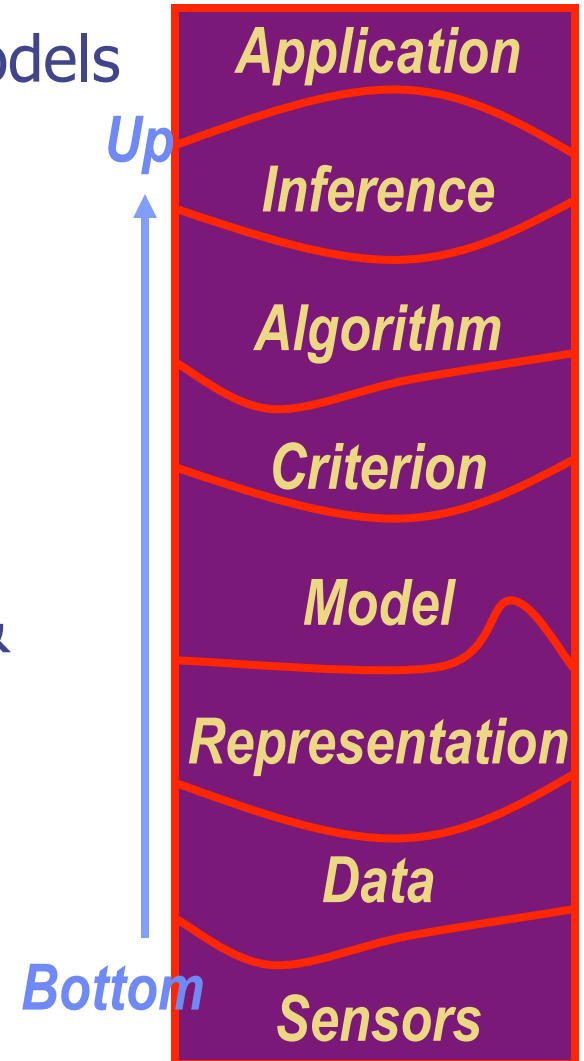 odels
Application
Up
Inference
Algorithm
Criterion
Model
&
Representation
Data
Bottom
Sensors